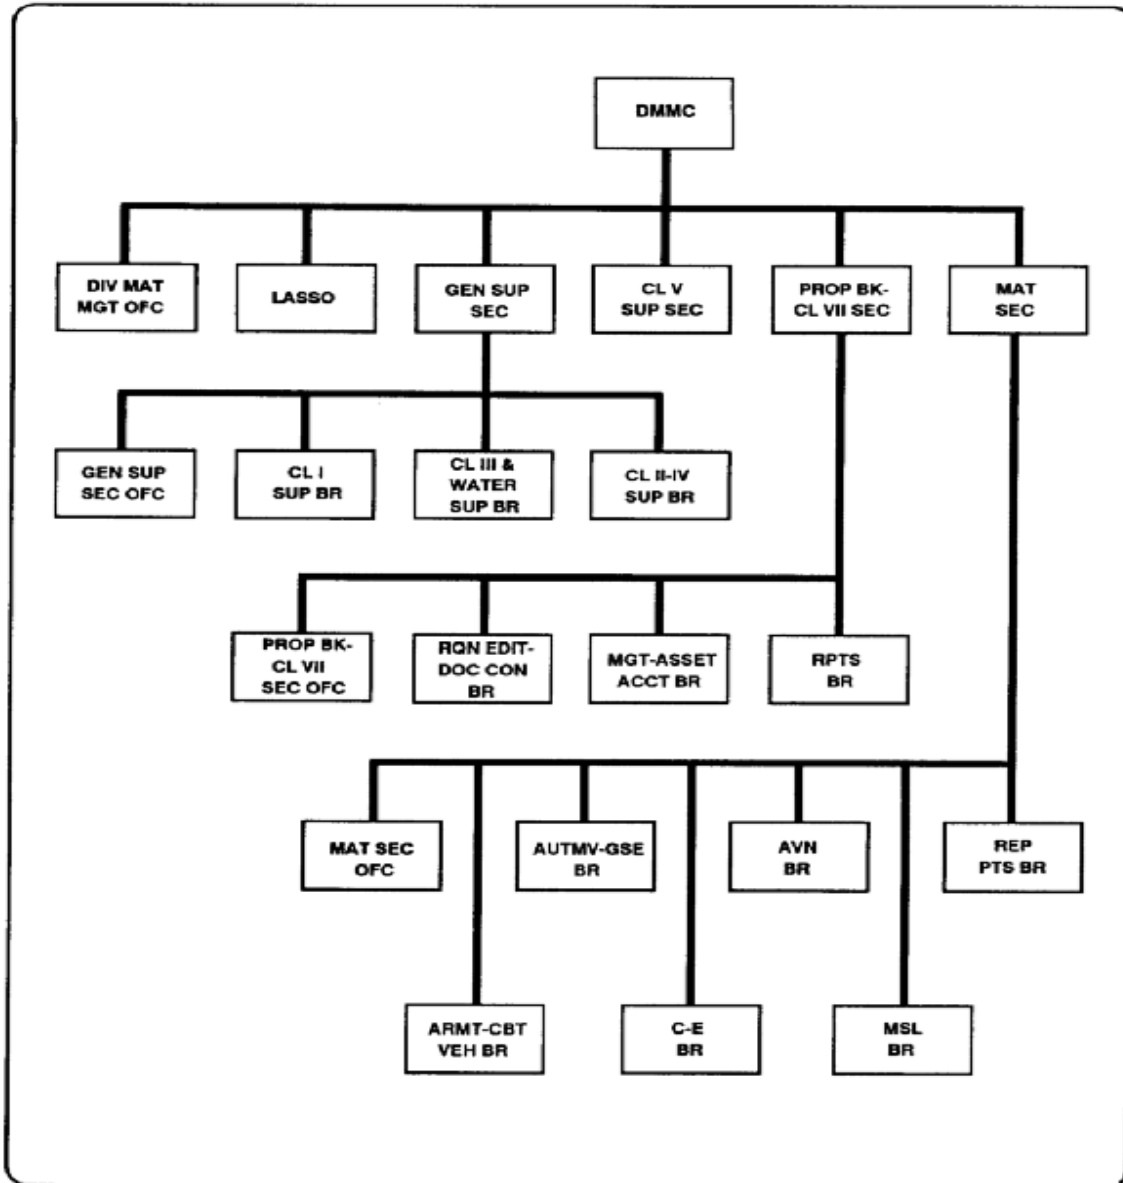 DMMC
DIV MAT
MGT OFC
LASSO
GEN SUP
SEC
CL V
SUP SEC
PROP BK-
CL VII SEC
MAT
SEC
GEN SUP
SEC OFC
CL I
SUP BR
CL III &
WATER
SUP BR
CL II-IV
SUP BR
PROP BK-
CL VII
SEC OFC
RQN EDIT-
DOC CON
BR
MGT-ASSET
ACCT BR
RPTS
BR
MAT SEC
OFC
AUTMV-GSE
BR
AVN
BR
REP
PTS BR
ARMT-CBT
VEH BR
C-E
BR
MSL
BR